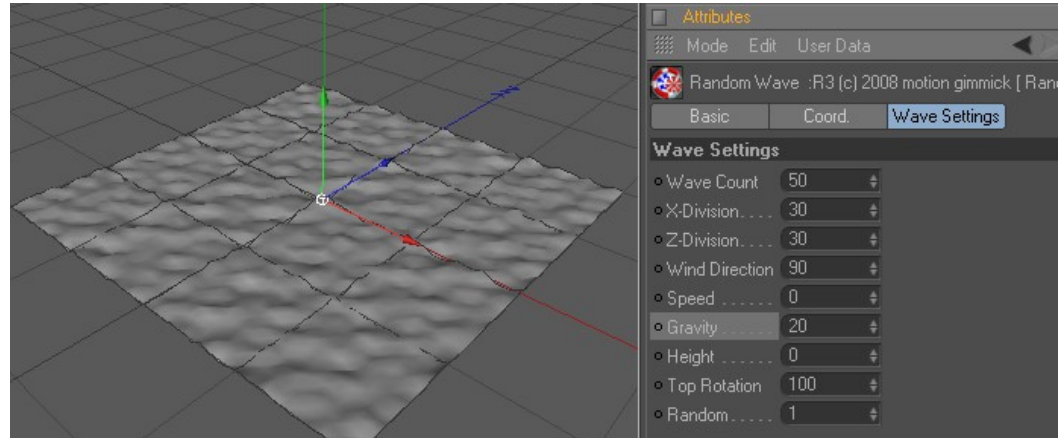 Attributes
Mode Edit User Data
Random Wave :R3 (c) 2008 motion gimmick [ Ran
Basic Coord. Wave Settings
Wave Settings
Wave Count 50
X-Division.... 30
Z-Division.... 30
Wind Direction 90
Speed ...... 0
Gravity ...... 20
Height ...... 0
Top Rotation 100
Random..... 1